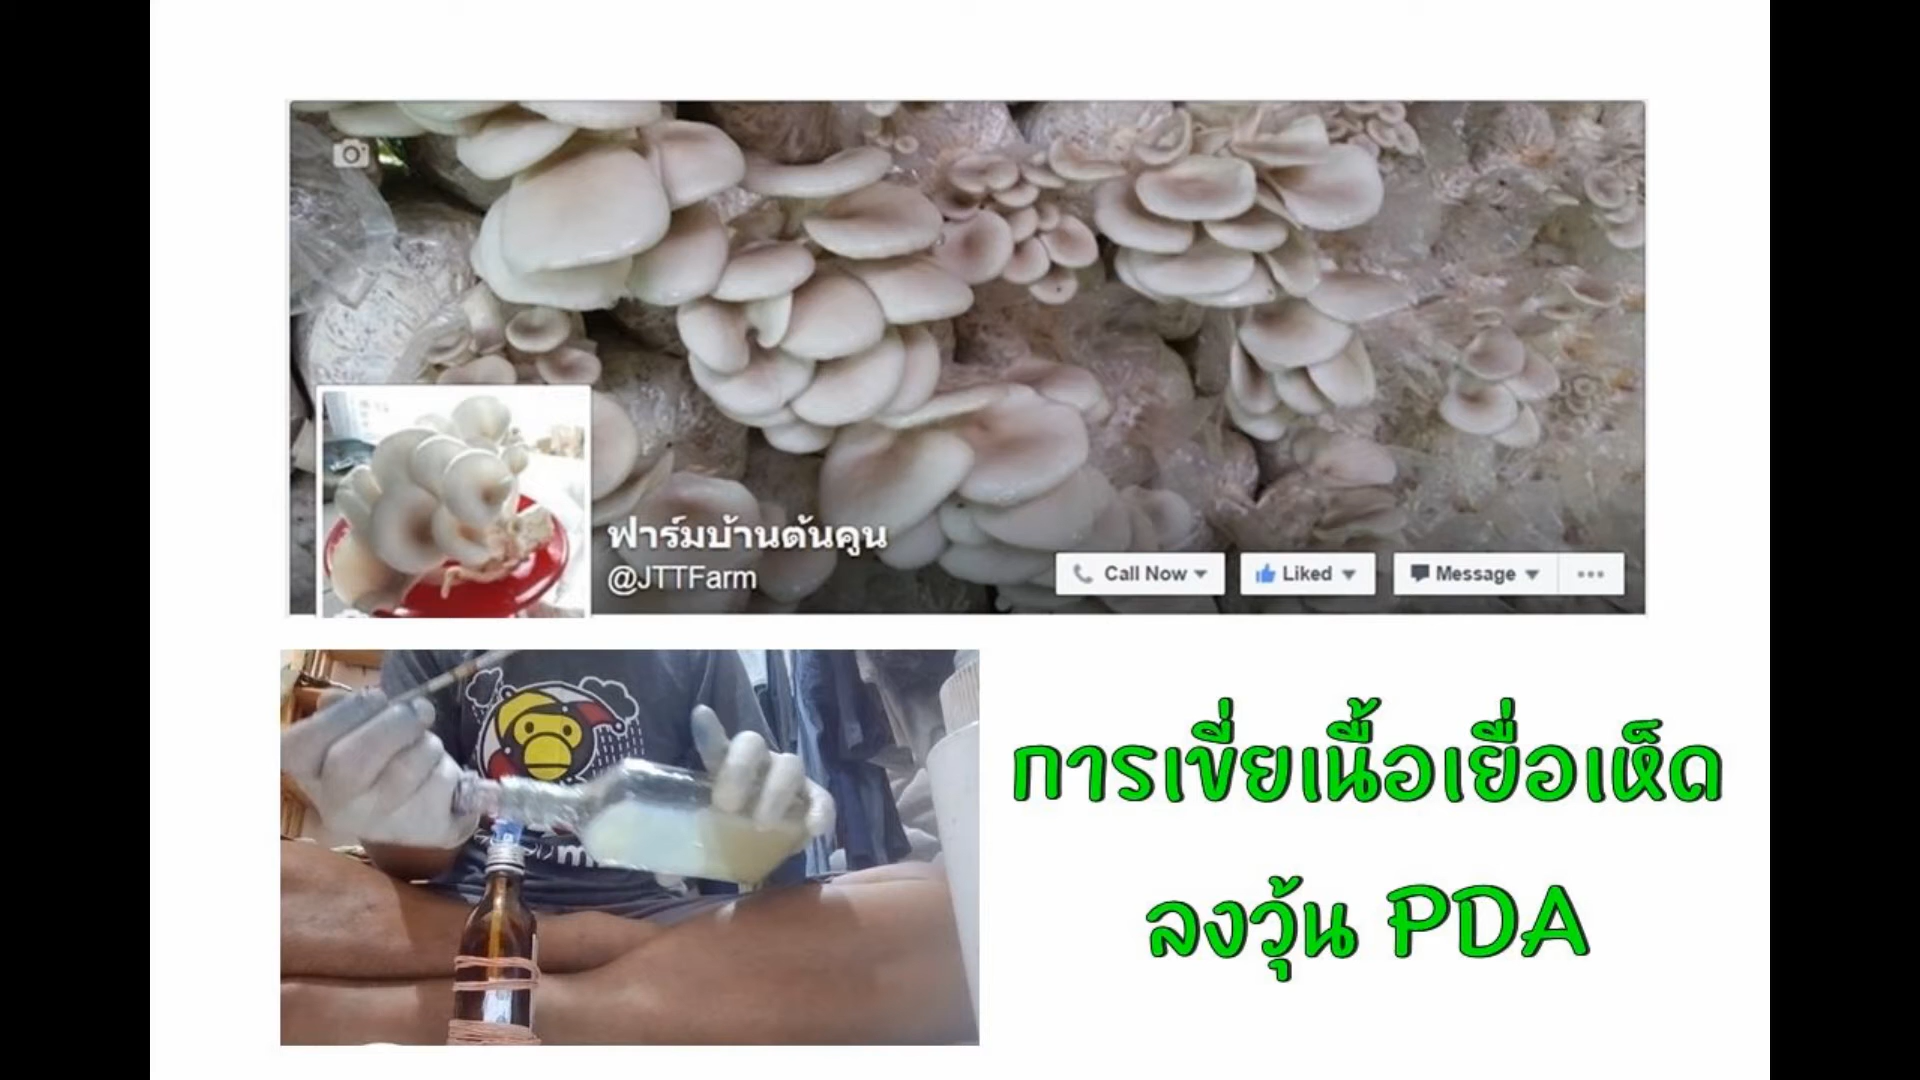 ฟาร์มบ้านต้นคูน
@JTTFarm
Call Now
Liked
Message
การเขี่ยเนื้อเยื่อเห็ด
ลงวุ้น PDA